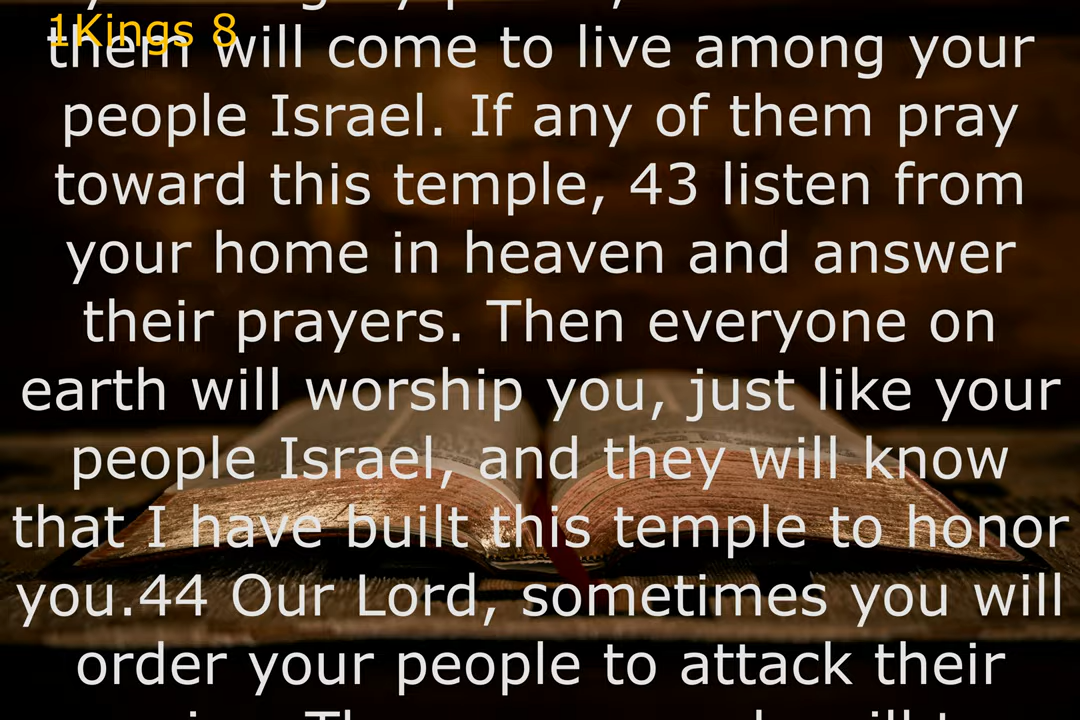 1Kings 8
them will come to live among your
people Israel. If any of them pray
toward this temple, 43 listen from
your home in heaven and answer
their prayers. Then everyone on
earth will worship you, just like your
people Israel, and they will know
that I have built this temple to honor
you.44 Our Lord, sometimes you will
order your people to attack their